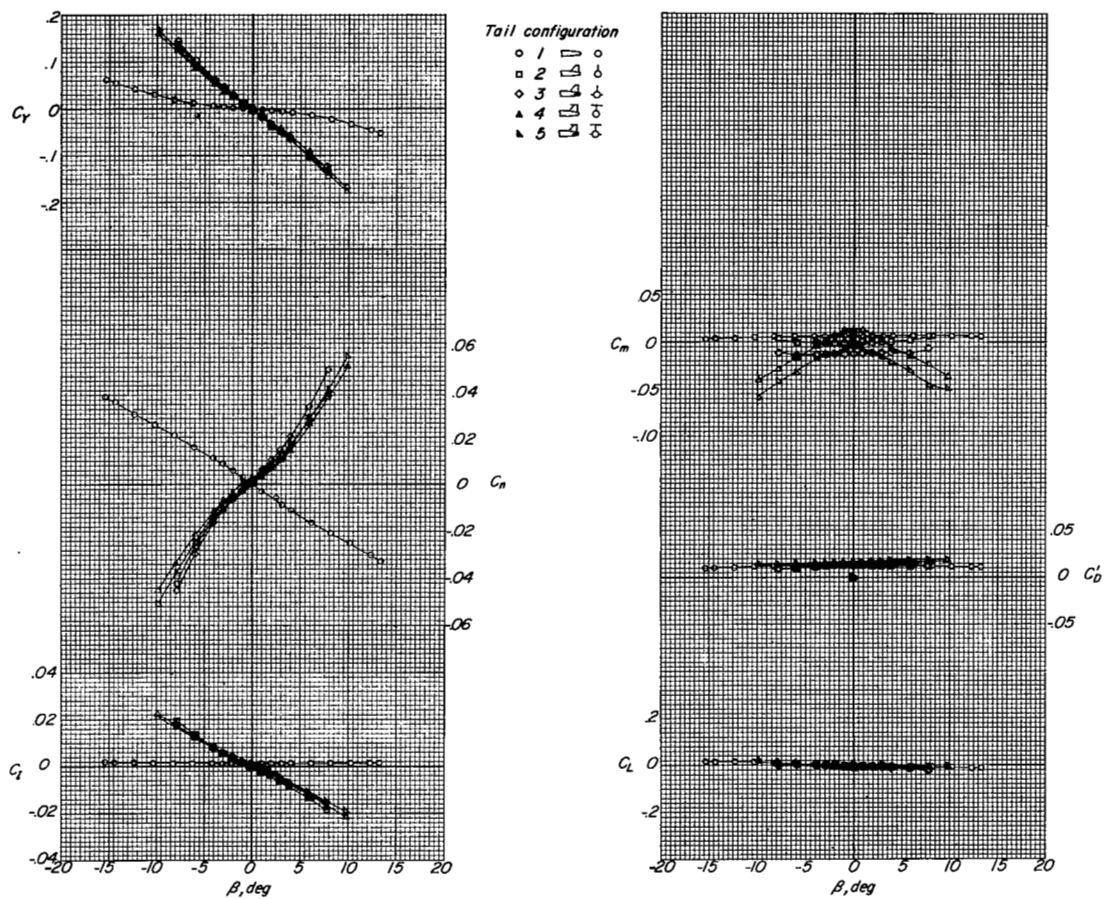 Tail configuration
1
2
3
4
5
.2
.1
C_Y 0
-.1
-.2
.06
.04
.02
0 C_n
-.02
-.04
-.06
.04
.02
C_l 0
-.02
-.04
-20 -15 -10 -5 0 5 10 15 20
β, deg
.05
C_m 0
-.05
-.10
.05
0 C'_D
-.05
.2
C_L 0
-.2
-20 -15 -10 -5 0 5 10 15 20
β, deg